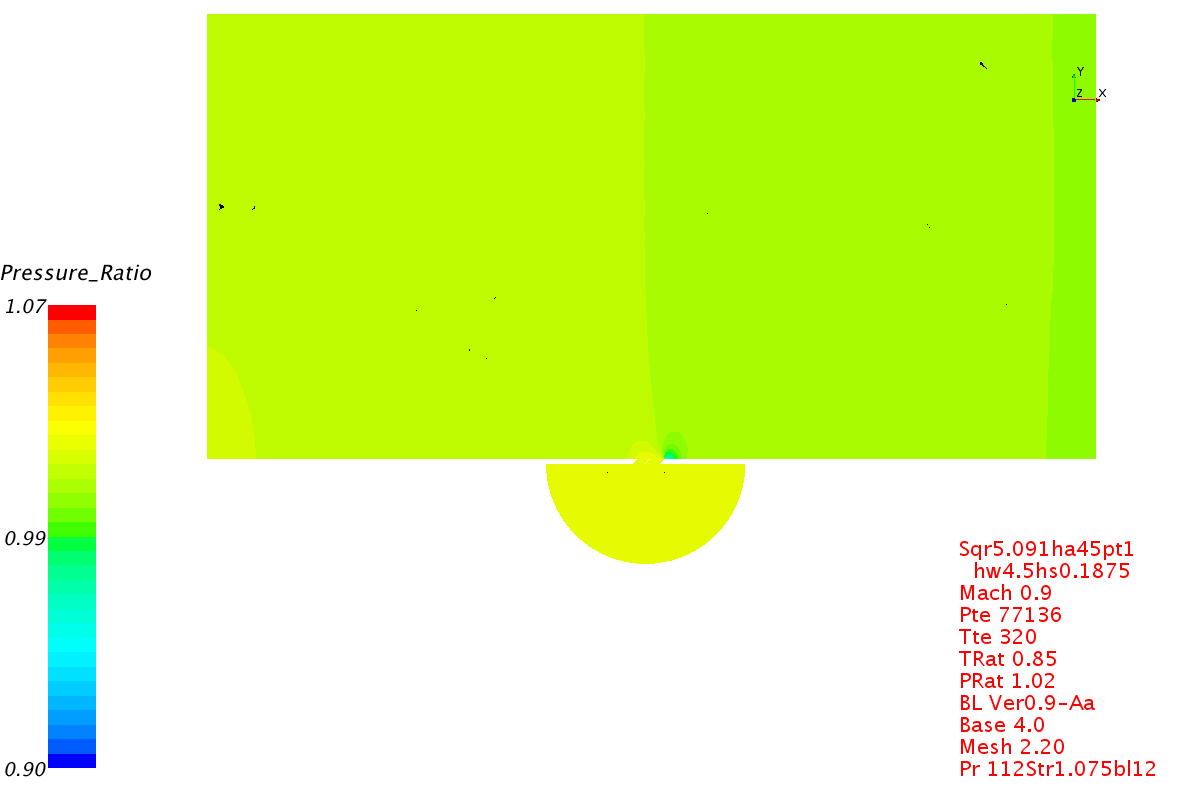 Y
Z X
Pressure_Ratio
1.07
0.99
0.90
Sqr5.091ha45pt1
hw4.5hs0.1875
Mach 0.9
Pte 77136
Tte 320
TRat 0.85
PRat 1.02
BL Ver0.9-Aa
Base 4.0
Mesh 2.20
Pr 112Str1.075bl12